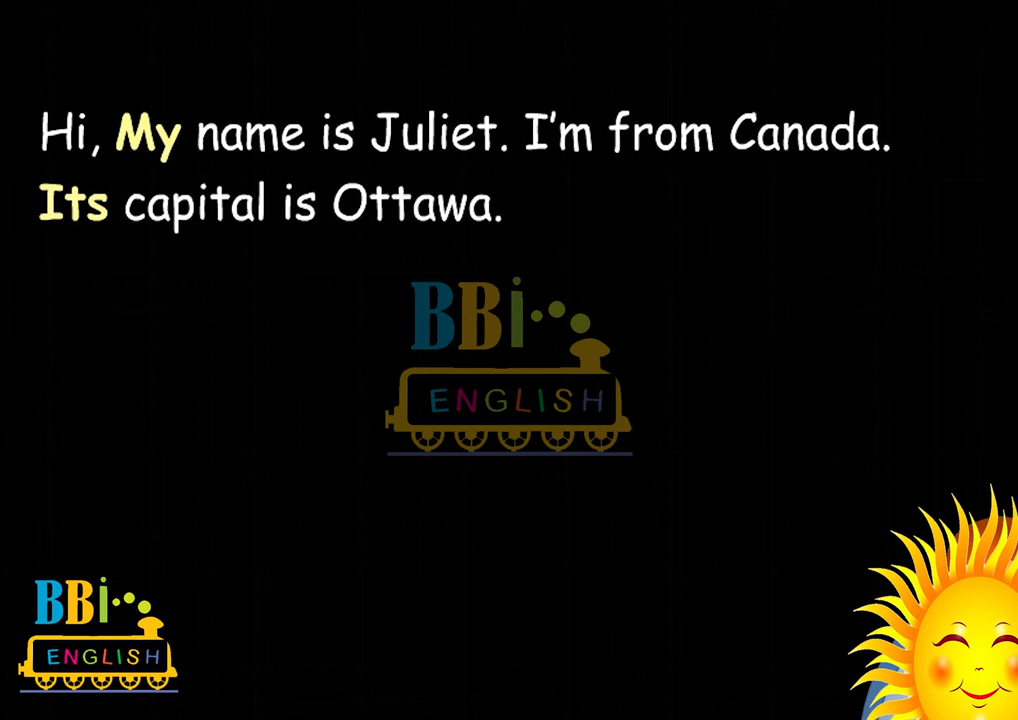 Hi, My name is Juliet. I'm from Canada.
Its capital is Ottawa.
BBi
ENGLISH
BBi
ENGLISH